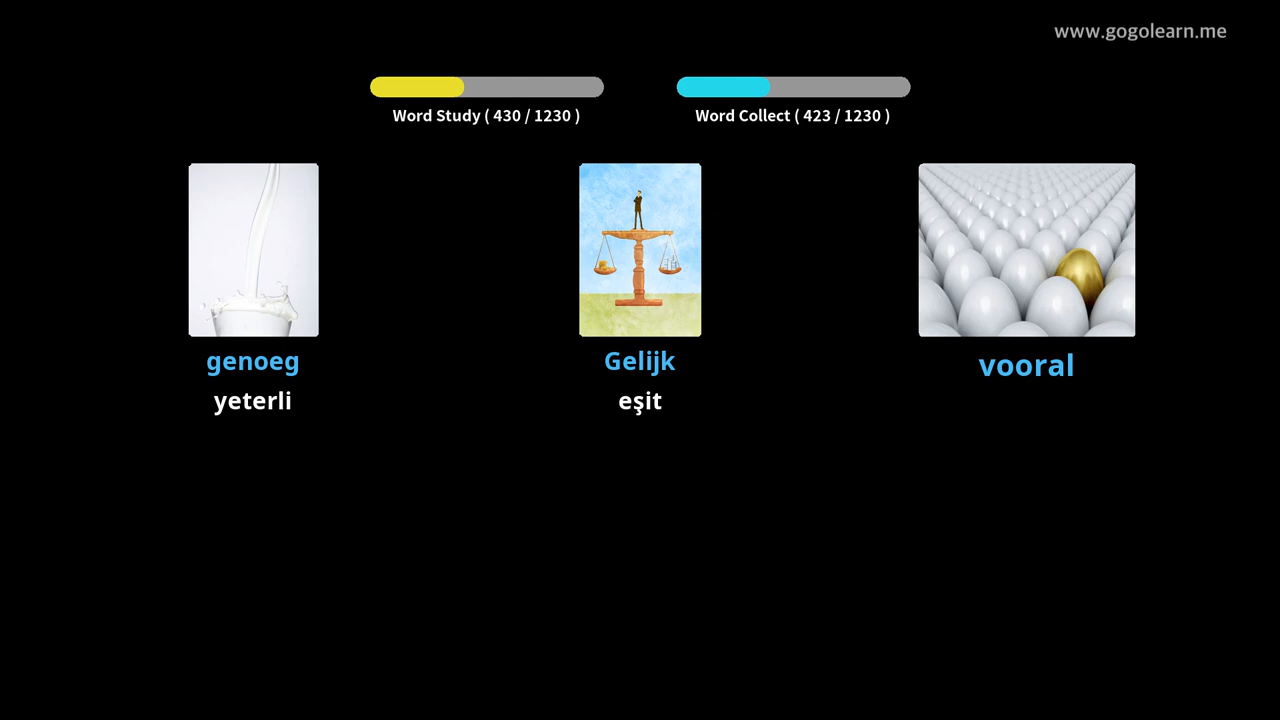 www.gogolearn.me
Word Study ( 430 / 1230 )
Word Collect ( 423 / 1230 )
genoeg
yeterli
Gelijk
eşit
vooral